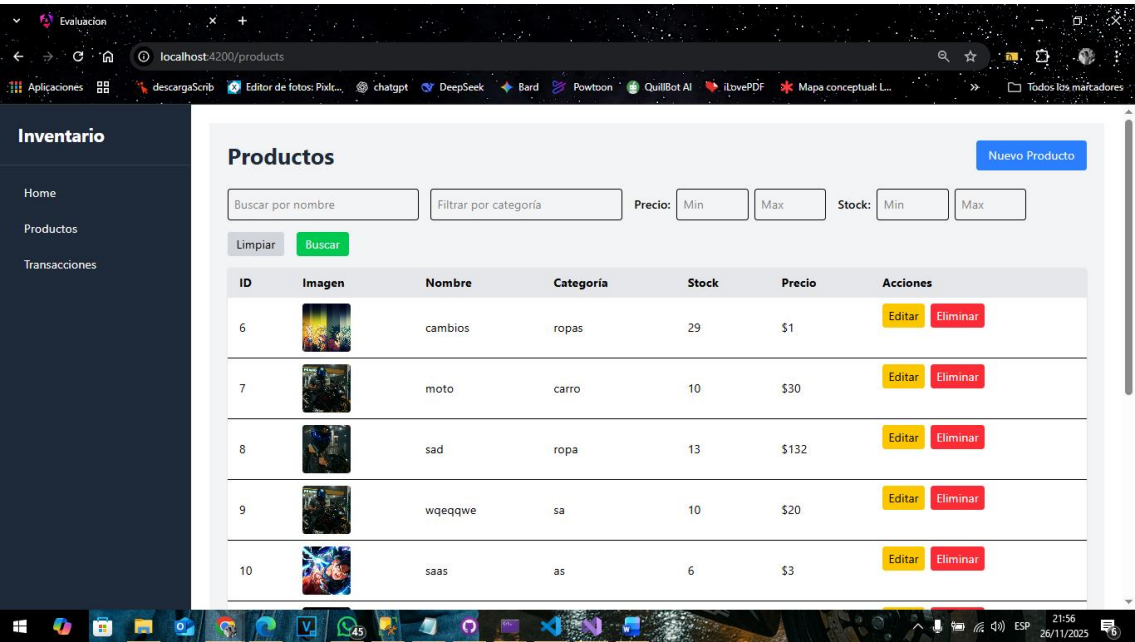 Evaluacion
localhost:4200/products
Aplicaciones descargaScrib Editor de fotos: Pixlr... chatgpt DeepSeek Bard Powtoon QuillBot AI iLovePDF Mapa conceptual: L... » Todos los marcadores
Inventario
Home
Productos
Transacciones
Productos
Nuevo Producto
Buscar por nombre Filtrar por categoría Precio: Min Max Stock: Min Max
Limpiar Buscar
ID Imagen Nombre Categoría Stock Precio Acciones
6 cambios ropas 29 $1 Editar Eliminar
7 moto carro 10 $30 Editar Eliminar
8 sad ropa 13 $132 Editar Eliminar
9 wqeqqwe sa 10 $20 Editar Eliminar
10 saas as 6 $3 Editar Eliminar
45 ESP 21:56
26/11/2025 6